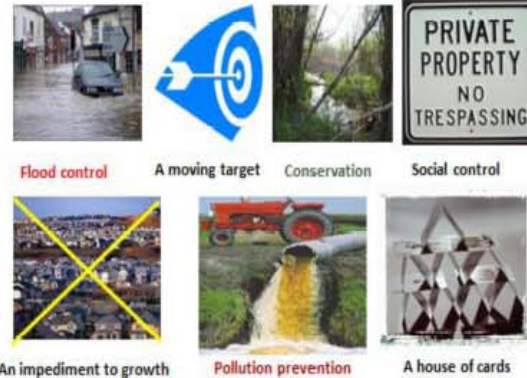 PRIVATE
PROPERTY
NO
TRESPASSING
Flood control
A moving target
Conservation
Social control
An impediment to growth
Pollution prevention
A house of cards